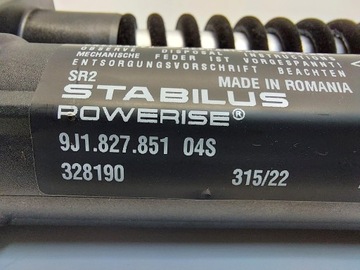 OBSERVE DISPOSAL INSTRUCTIONS
MECHANISCHE FEDER IST VORGESPANNT!
ENTSORGUNGSVORSCHRIFT BEACHTEN
SR2
MADE IN ROMANIA
STABILUS
POWERISE®
9J1.827.851 04S
328190 315/22